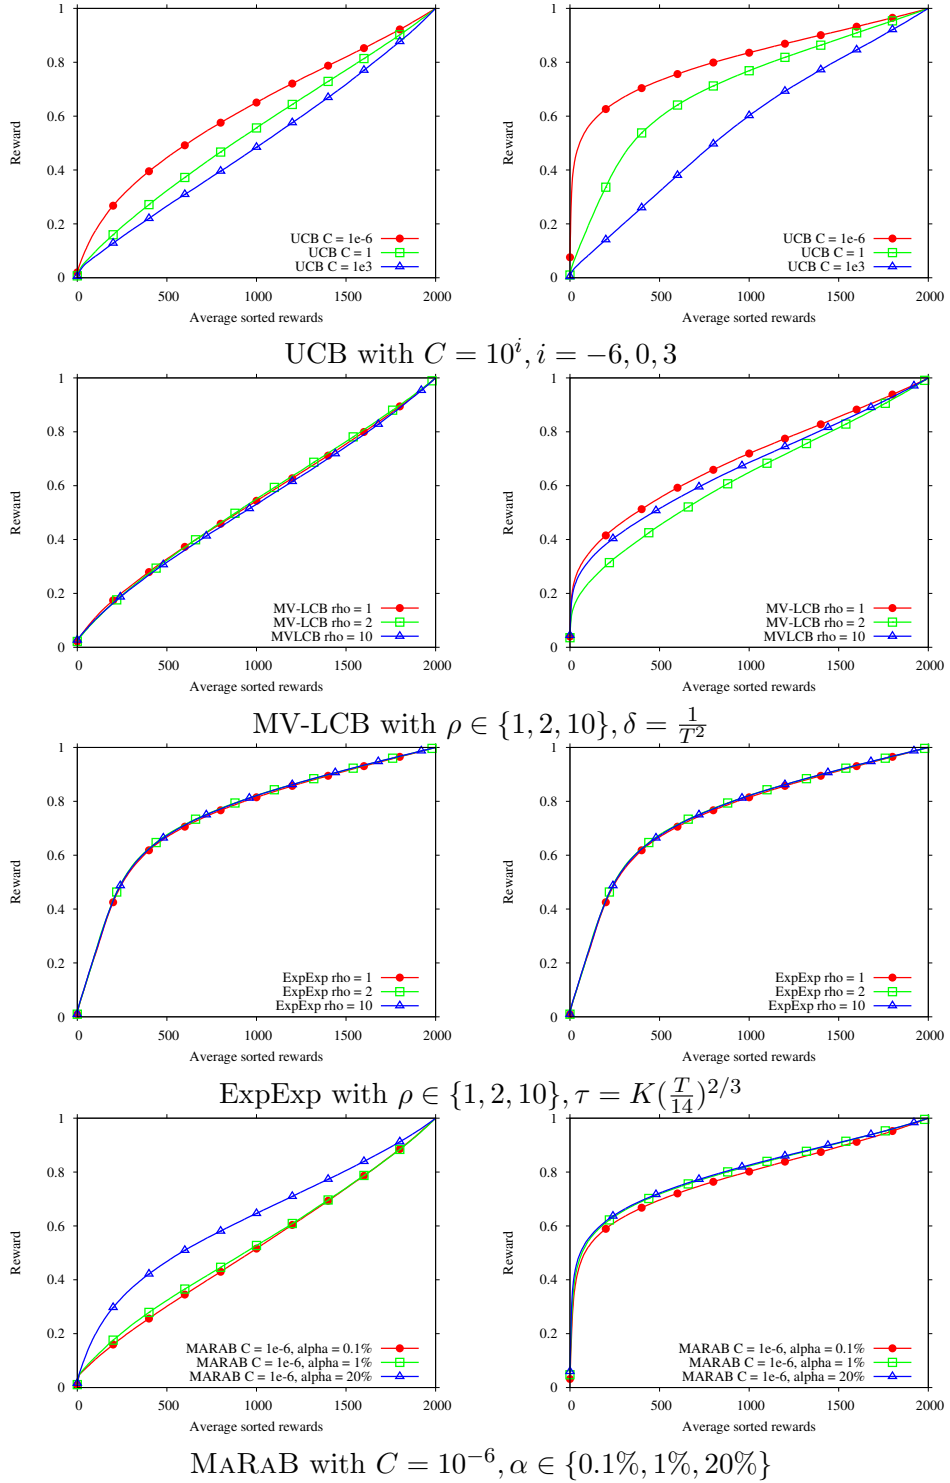 1
0.8
0.6
0.4
0.2
0
Reward
UCB C = 1e-6
UCB C = 1
UCB C = 1e3
0 500 1000 1500 2000
Average sorted rewards
1
0.8
0.6
0.4
0.2
0
Reward
UCB C = 1e-6
UCB C = 1
UCB C = 1e3
0 500 1000 1500 2000
Average sorted rewards
UCB with $C = 10^i, i = -6, 0, 3$
1
0.8
0.6
0.4
0.2
0
Reward
MV-LCB rho = 1
MV-LCB rho = 2
MVLCB rho = 10
0 500 1000 1500 2000
Average sorted rewards
1
0.8
0.6
0.4
0.2
0
Reward
MV-LCB rho = 1
MV-LCB rho = 2
MVLCB rho = 10
0 500 1000 1500 2000
Average sorted rewards
MV-LCB with $\rho \in \{1, 2, 10\}, \delta = \frac{1}{T^2}$
1
0.8
0.6
0.4
0.2
0
Reward
ExpExp rho = 1
ExpExp rho = 2
ExpExp rho = 10
0 500 1000 1500 2000
Average sorted rewards
1
0.8
0.6
0.4
0.2
0
Reward
ExpExp rho = 1
ExpExp rho = 2
ExpExp rho = 10
0 500 1000 1500 2000
Average sorted rewards
ExpExp with $\rho \in \{1, 2, 10\}, \tau = K(\frac{T}{14})^{2/3}$
1
0.8
0.6
0.4
0.2
0
Reward
MARAB C = 1e-6, alpha = 0.1%
MARAB C = 1e-6, alpha = 1%
MARAB C = 1e-6, alpha = 20%
0 500 1000 1500 2000
Average sorted rewards
1
0.8
0.6
0.4
0.2
0
Reward
MARAB C = 1e-6, alpha = 0.1%
MARAB C = 1e-6, alpha = 1%
MARAB C = 1e-6, alpha = 20%
0 500 1000 1500 2000
Average sorted rewards
MARAB with $C = 10^{-6}, \alpha \in \{0.1\%, 1\%, 20\%\}$